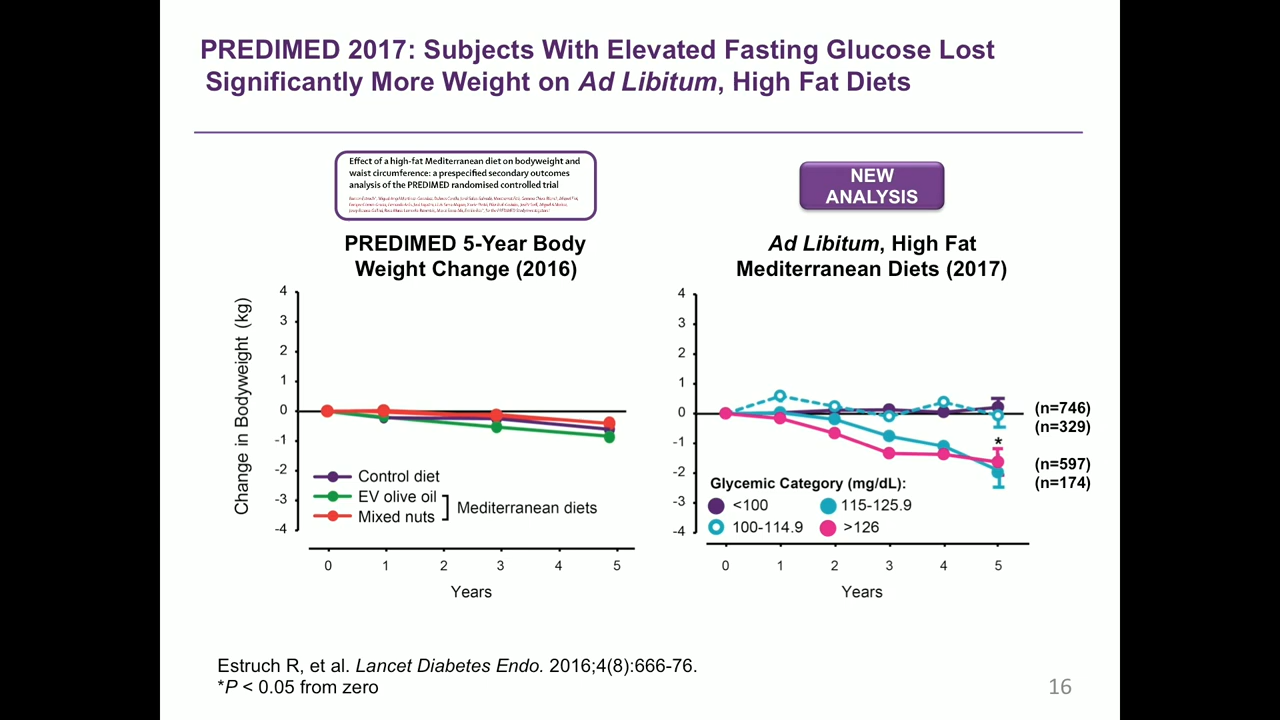 PREDIMED 2017: Subjects With Elevated Fasting Glucose Lost
Significantly More Weight on Ad Libitum, High Fat Diets
Effect of a high-fat Mediterranean diet on bodyweight and
waist circumference: a prespecified secondary outcomes
analysis of the PREDIMED randomised controlled trial
NEW
ANALYSIS
PREDIMED 5-Year Body
Weight Change (2016)
Change in Bodyweight (kg)
4
3
2
1
0
-1
-2
-3
-4
Control diet
EV olive oil
Mixed nuts
Mediterranean diets
0 1 2 3 4 5
Years
Ad Libitum, High Fat
Mediterranean Diets (2017)
4
3
2
1
0
-1
-2
-3
-4
(n=746)
(n=329)
*
(n=597)
(n=174)
Glycemic Category (mg/dL):
<100 115-125.9
100-114.9 >126
0 1 2 3 4 5
Years
Estruch R, et al. Lancet Diabetes Endo. 2016;4(8):666-76.
*P < 0.05 from zero
16